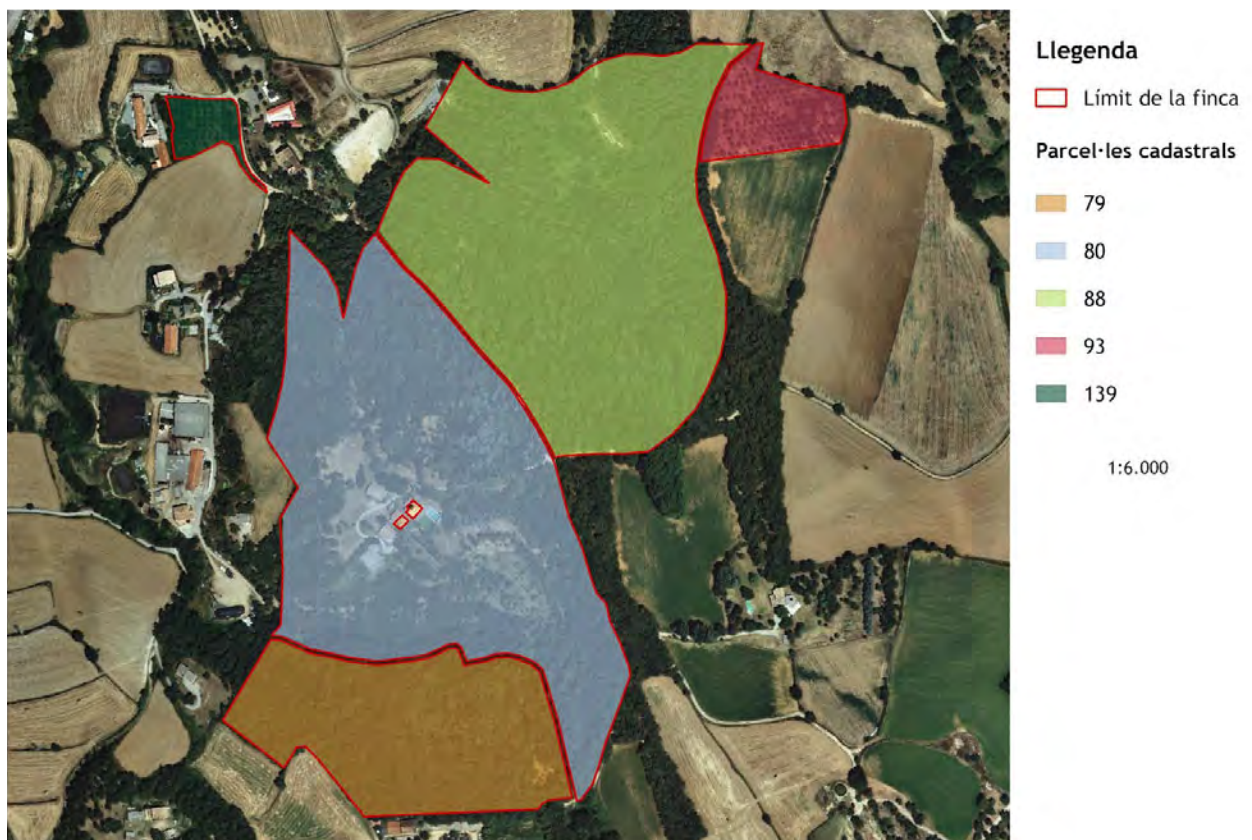 Llegenda
Límit de la finca
Parcel·les cadastrals
79
80
88
93
139
1:6.000